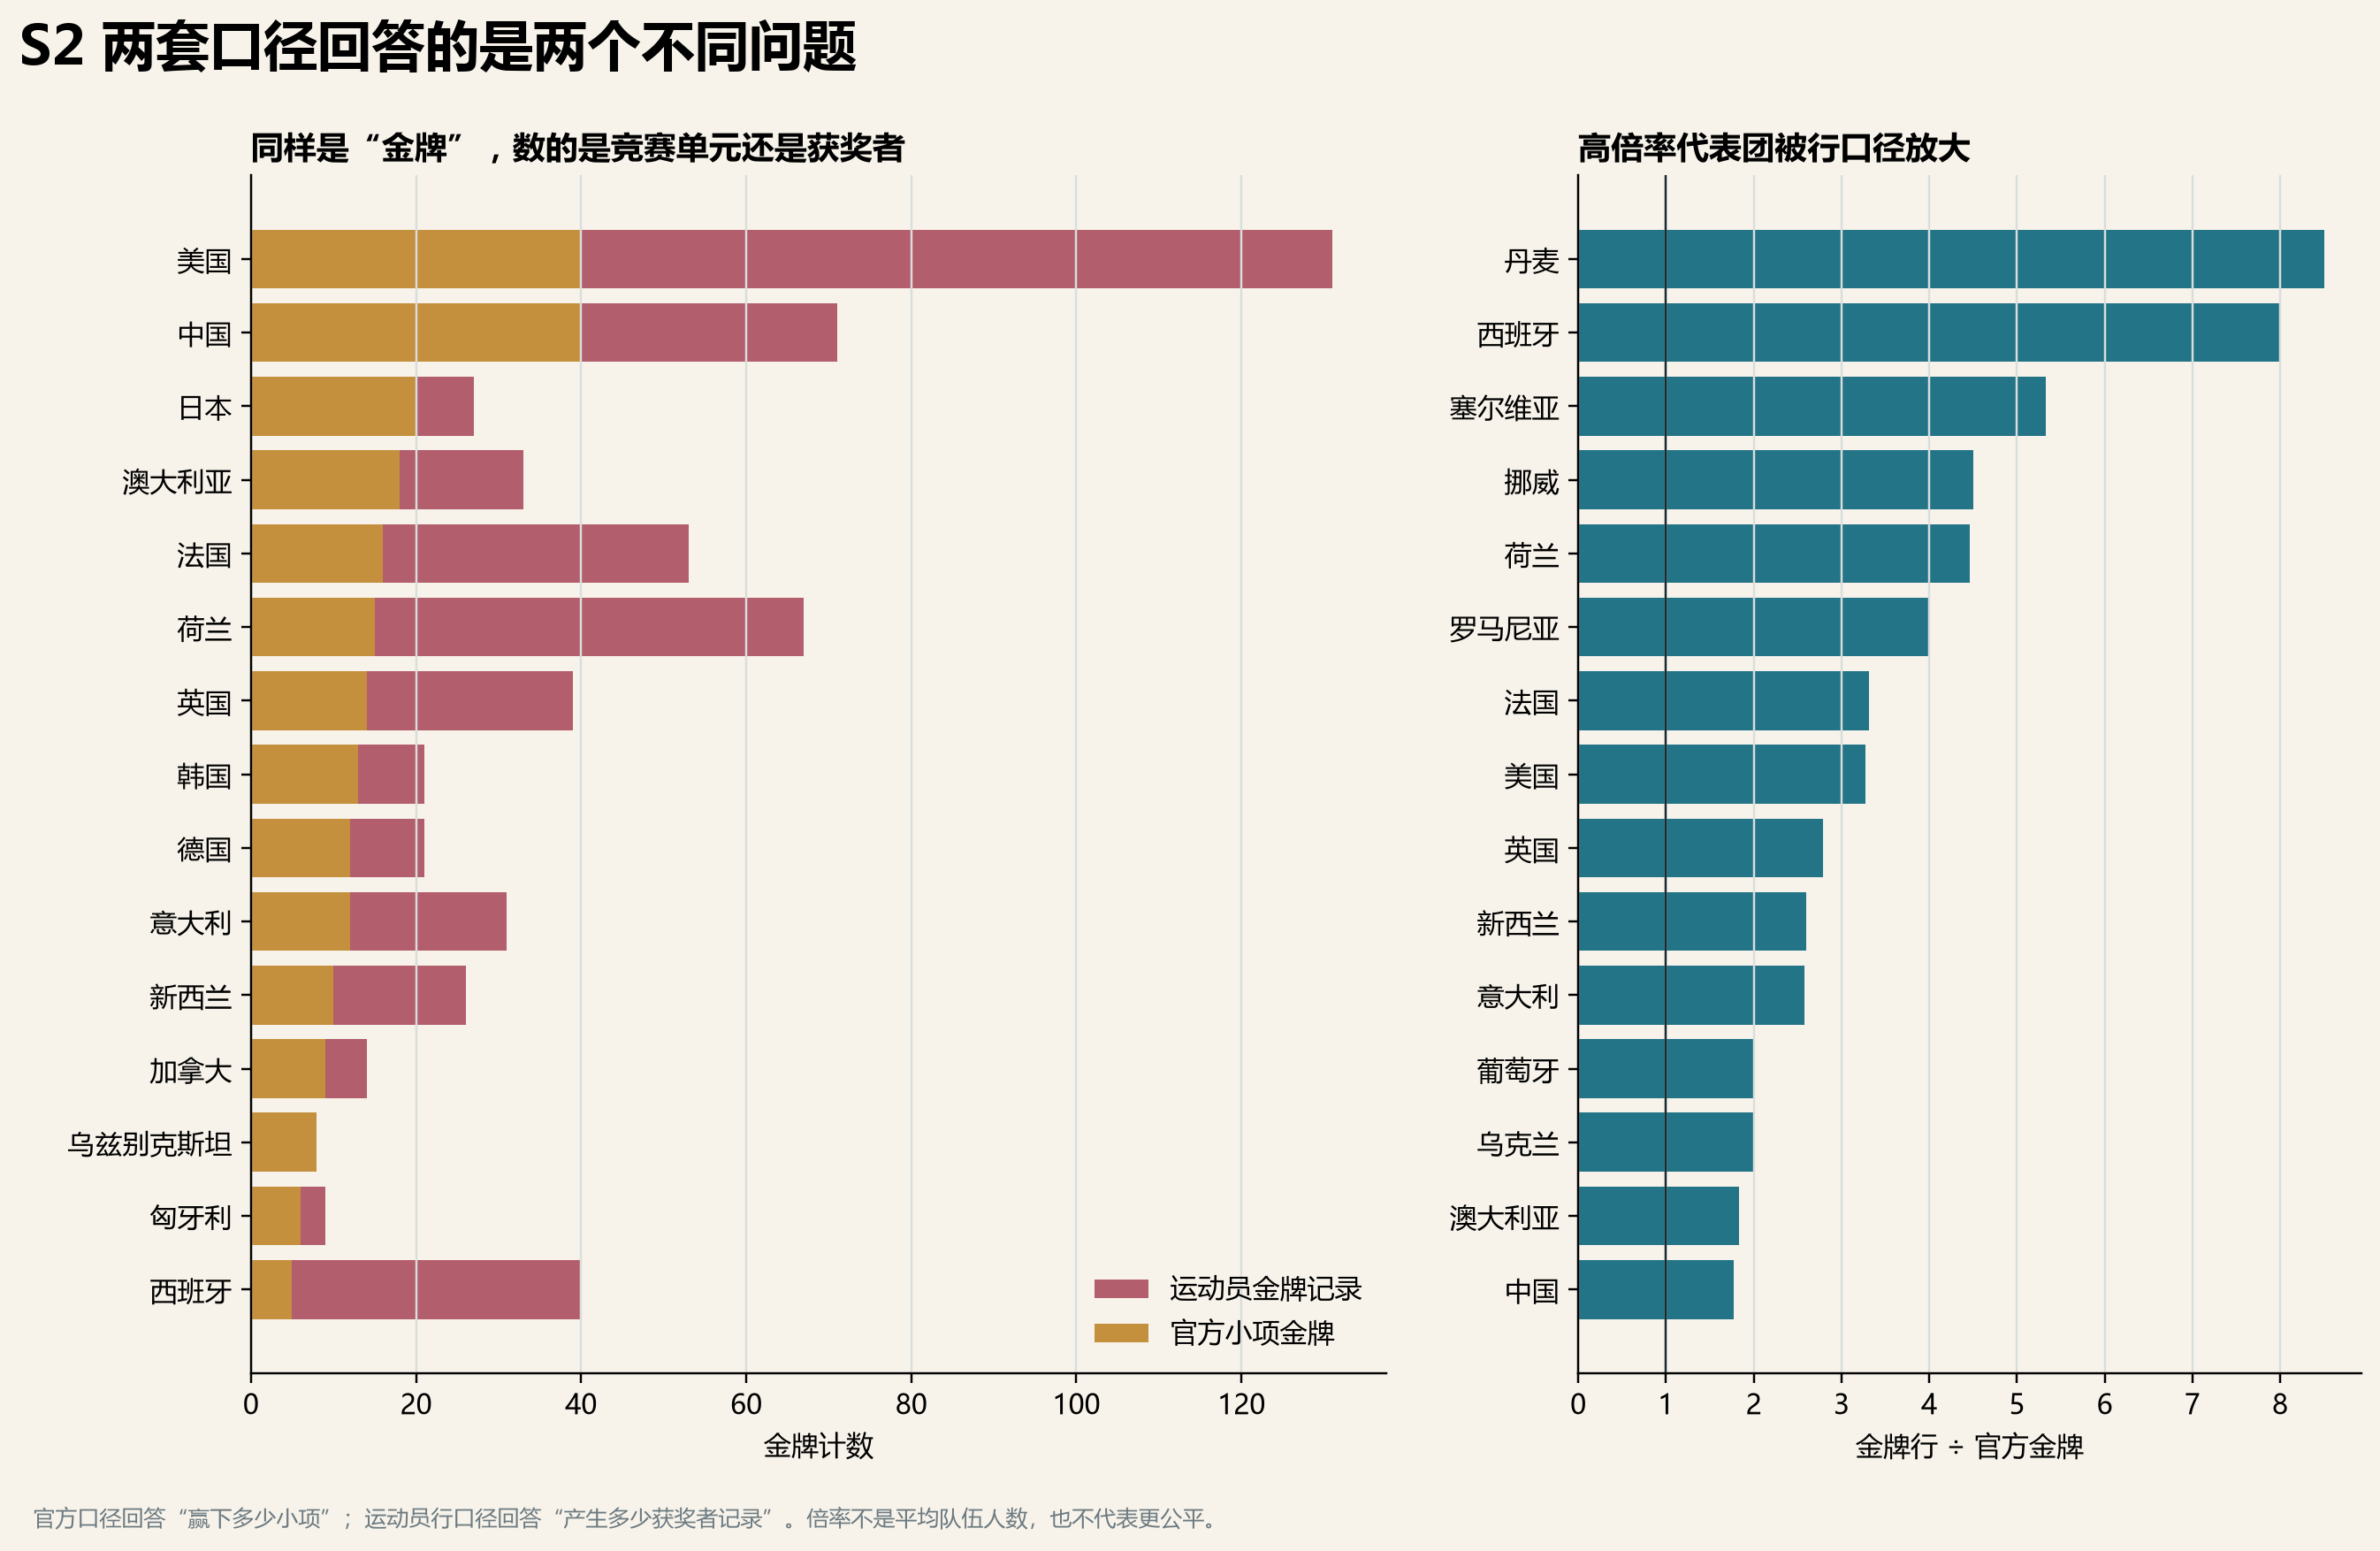 S2 两套口径回答的是两个不同问题
同样是“金牌”，数的是竞赛单元还是获奖者
美国
中国
日本
澳大利亚
法国
荷兰
英国
韩国
德国
意大利
新西兰
加拿大
乌兹别克斯坦
匈牙利
西班牙
运动员金牌记录
官方小项金牌
0 20 40 60 80 100 120
金牌计数
高倍率代表团被行口径放大
丹麦
西班牙
塞尔维亚
挪威
荷兰
罗马尼亚
法国
美国
英国
新西兰
意大利
葡萄牙
乌克兰
澳大利亚
中国
0 1 2 3 4 5 6 7 8
金牌行 ÷ 官方金牌
官方口径回答“赢下多少小项”；运动员行口径回答“产生多少获奖者记录”。倍率不是平均队伍人数，也不代表更公平。